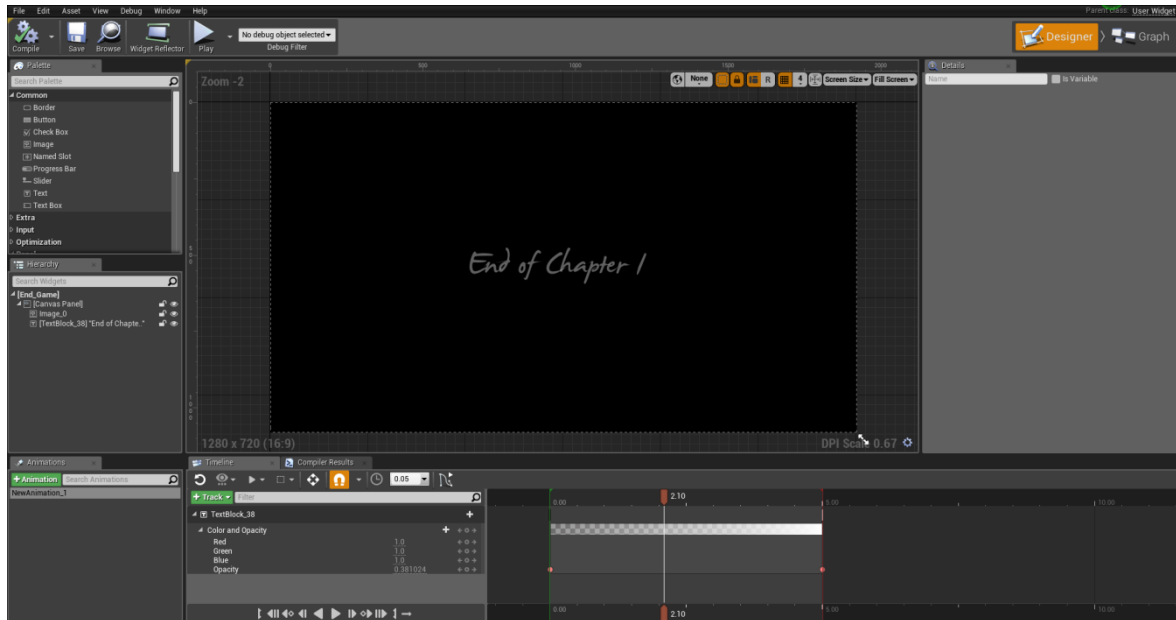 File Edit Asset View Debug Window Help
Parent class: User Widget
Compile Save Browse Widget Reflector Play
No debug object selected
Debug Filter
Designer Graph
Palette
Search Palette
Common
Border
Button
Check Box
Image
Named Slot
Progress Bar
Slider
Text
Text Box
Extra
Input
Optimization
Hierarchy
Search Widgets
[End_Game]
[Canvas Panel]
Image_0
[TextBlock_38] "End of Chapte.."
Zoom -2
0 500 1000 1500 2000
None R 4 Screen Size Fill Screen
End of Chapter 1
1280 x 720 (16:9)
DPI Scale 0.67
Details
Name
Is Variable
Animations
+ Animation
Search Animations
NewAnimation_1
Timeline
Compiler Results
0.05
+ Track
Filter
TextBlock_38
Color and Opacity
Red 1.0
Green 1.0
Blue 1.0
Opacity 0.381024
0.00 2.10 5.00 10.00
0.00 2.10 5.00 10.00